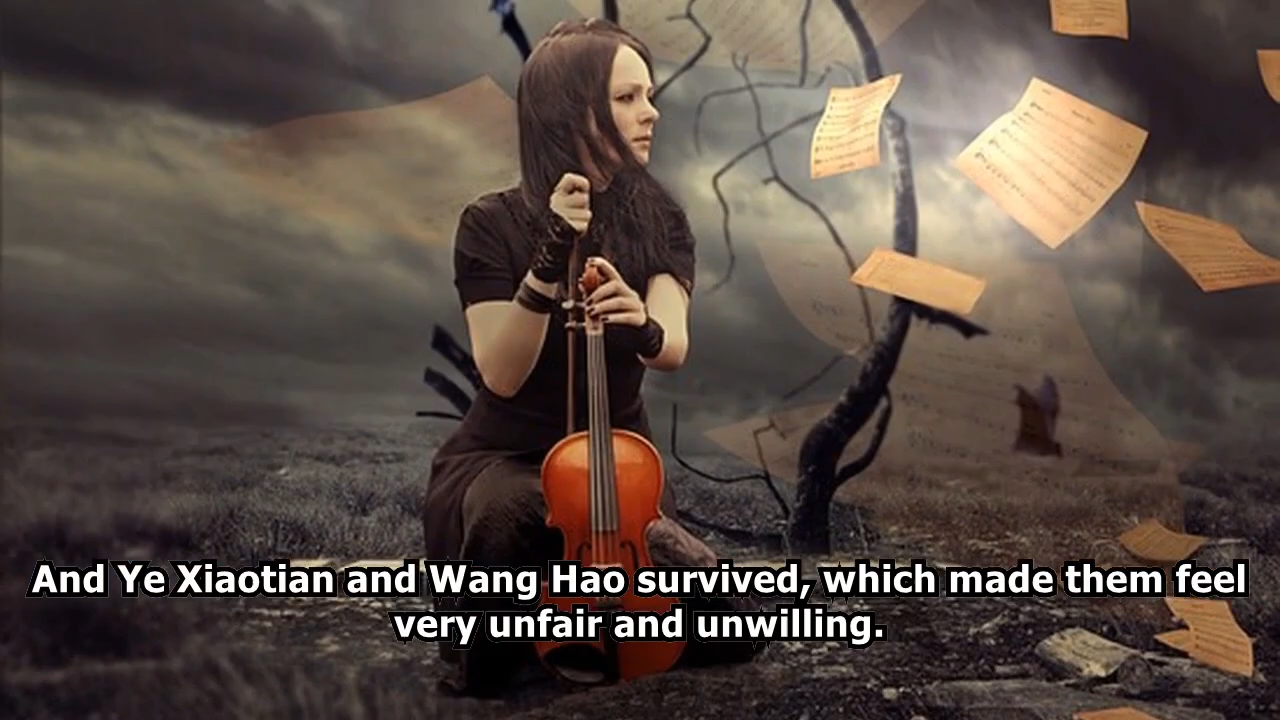 And Ye Xiaotian and Wang Hao survived, which made them feel
very unfair and unwilling.